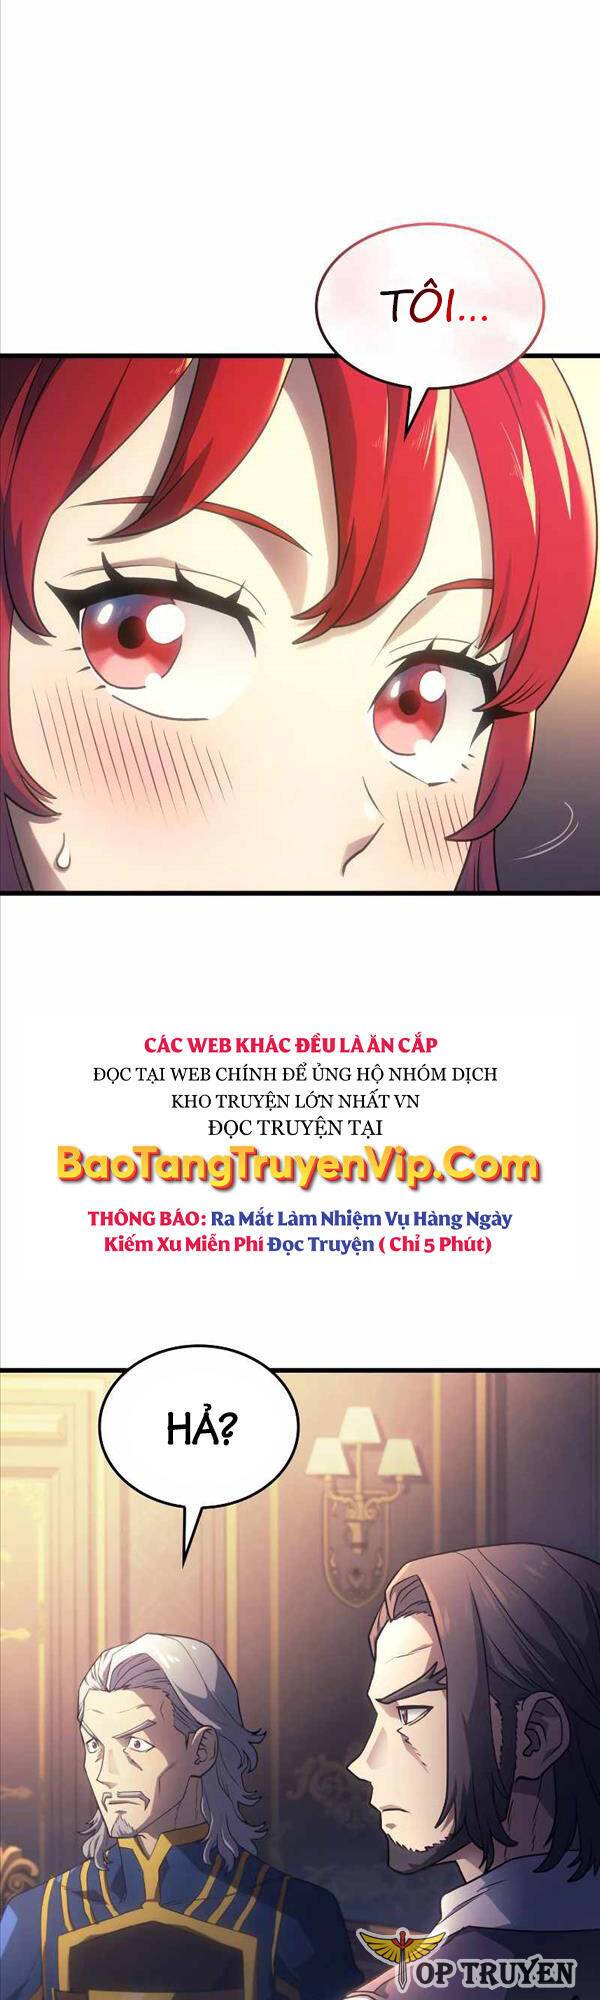 TÔI...
CÁC WEB KHÁC ĐỀU LÀ ĂN CẮP
ĐỌC TẠI WEB CHÍNH ĐỂ ỦNG HỘ NHÓM DỊCH
KHO TRUYỆN LỚN NHẤT VN
ĐỌC TRUYỆN TẠI
BaoTangTruyenVip.Com
THÔNG BÁO: Ra Mắt Làm Nhiệm Vụ Hàng Ngày
Kiếm Xu Miễn Phí Đọc Truyện ( Chỉ 5 Phút)
HẢ?
TOP TRUYEN